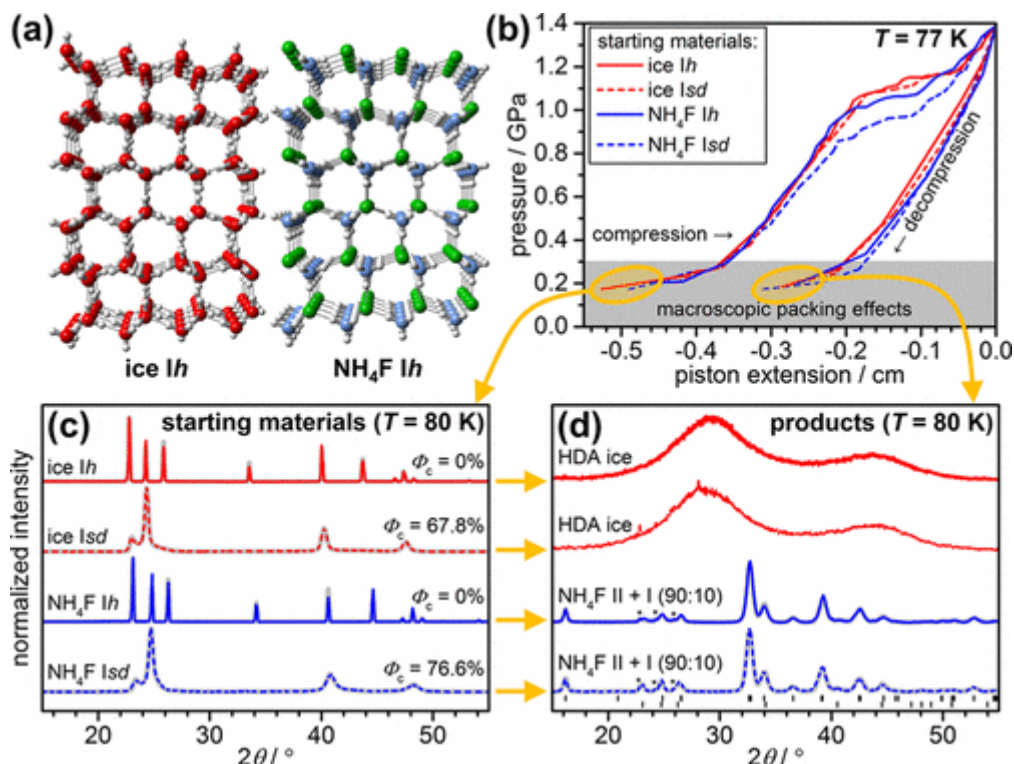 (a)
ice Ih
NH4F Ih
(b)
T = 77 K
starting materials:
ice Ih
ice Isd
NH4F Ih
NH4F Isd
1.4
1.2
1.0
0.8
0.6
0.4
0.2
0.0
pressure / GPa
compression →
← decompression
macroscopic packing effects
-0.5 -0.4 -0.3 -0.2 -0.1 0.0
piston extension / cm
(c) starting materials (T = 80 K)
ice Ih Φc = 0%
ice Isd Φc = 67.8%
NH4F Ih Φc = 0%
NH4F Isd Φc = 76.6%
normalized intensity
20 30 40 50
2θ / °
(d) products (T = 80 K)
HDA ice
HDA ice
NH4F II + I (90:10)
* * *
NH4F II + I (90:10)
* * *
20 30 40 50
2θ / °